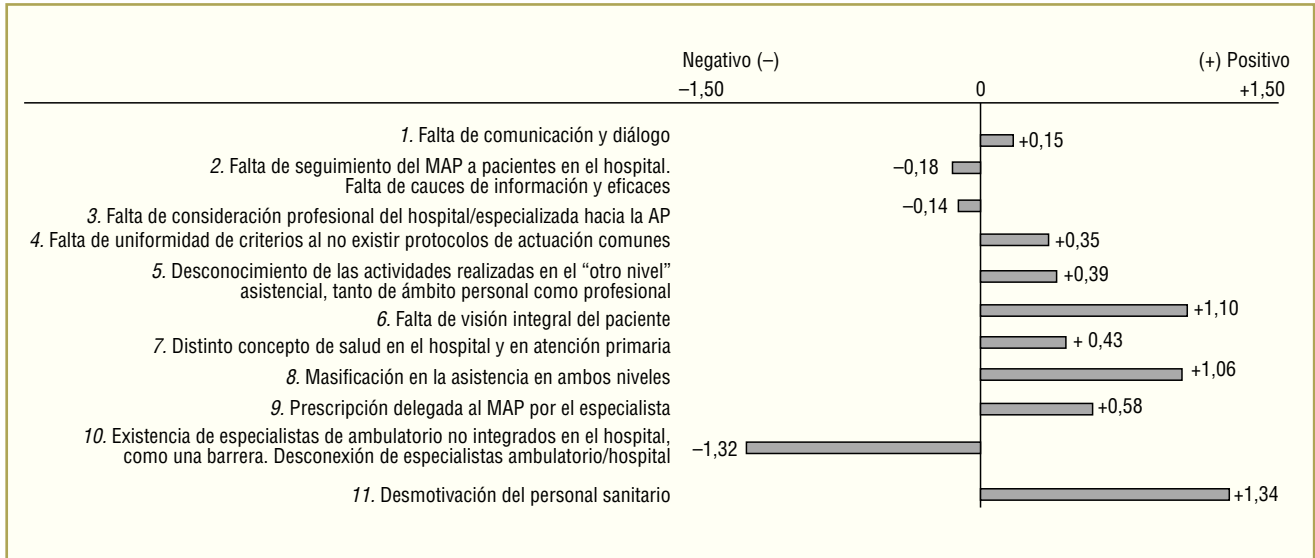 Negativo (–) (+) Positivo
–1,50 0 +1,50
1. Falta de comunicación y diálogo +0,15
2. Falta de seguimiento del MAP a pacientes en el hospital.
Falta de cauces de información y eficaces –0,18
3. Falta de consideración profesional del hospital/especializada hacia la AP –0,14
4. Falta de uniformidad de criterios al no existir protocolos de actuación comunes +0,35
5. Desconocimiento de las actividades realizadas en el “otro nivel”
asistencial, tanto de ámbito personal como profesional +0,39
6. Falta de visión integral del paciente +1,10
7. Distinto concepto de salud en el hospital y en atención primaria + 0,43
8. Masificación en la asistencia en ambos niveles +1,06
9. Prescripción delegada al MAP por el especialista +0,58
10. Existencia de especialistas de ambulatorio no integrados en el hospital,
como una barrera. Desconexión de especialistas ambulatorio/hospital –1,32
11. Desmotivación del personal sanitario +1,34